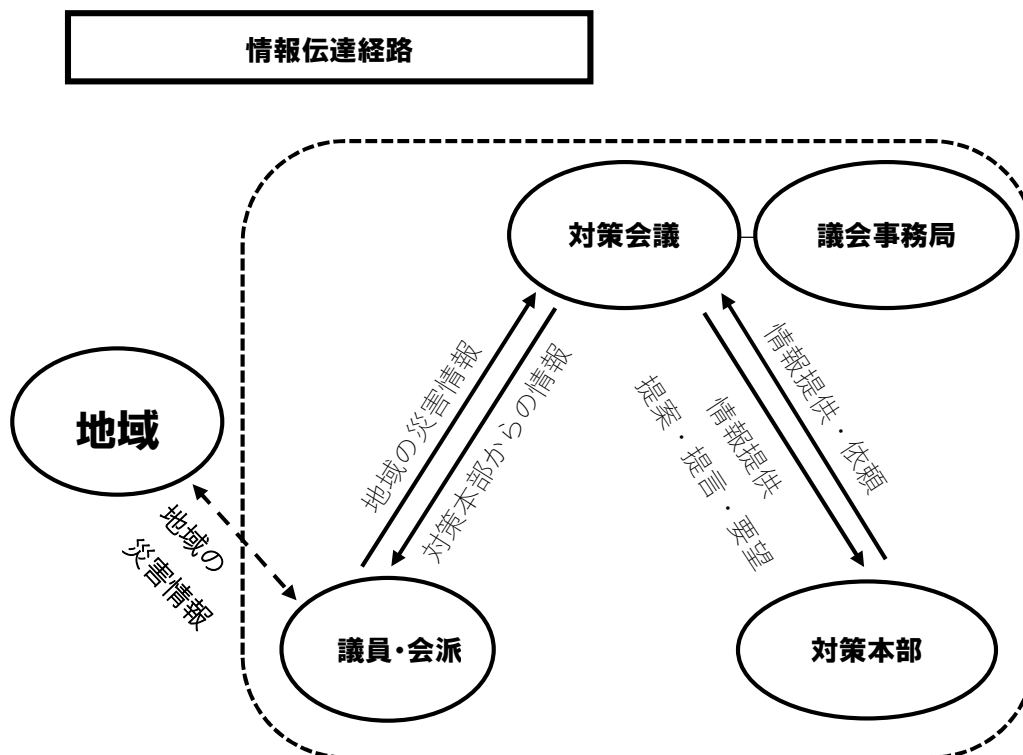 情報伝達経路
対策会議
議会事務局
地域
地域の災害情報
対策本部からの情報
情報提供
提案・提言・要望
情報提供・依頼
地域の
災害情報
議員・会派
対策本部